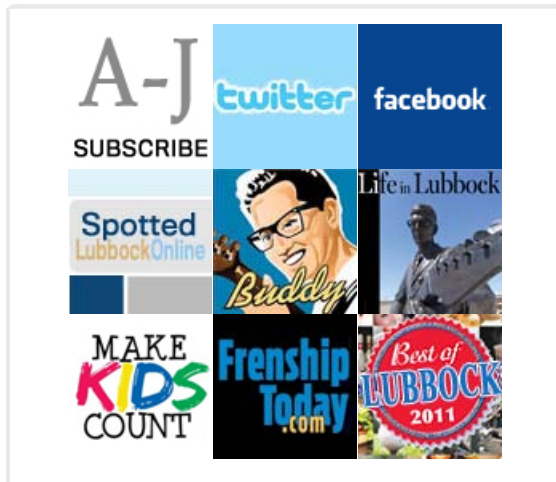 A-J
SUBSCRIBE
twitter
facebook
Spotted
LubbockOnline
Buddy
Life in Lubbock
MAKE
KIDS
COUNT
Frenship
Today
.com
Best of
LUBBOCK
2011